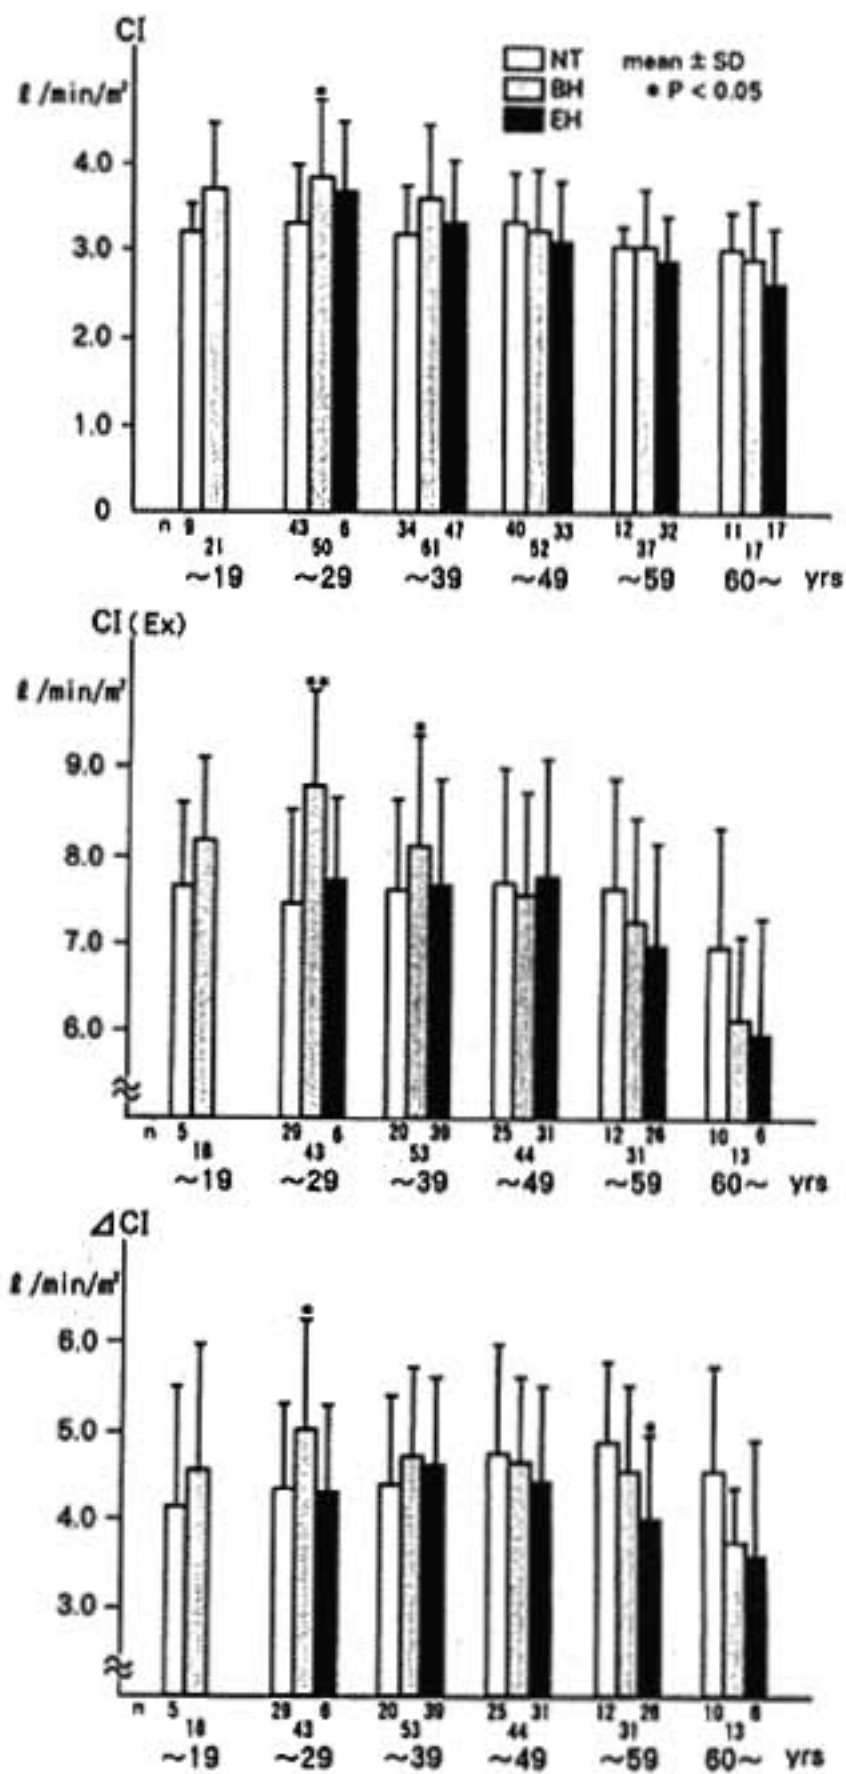 CI
NT mean ± SD
ℓ/min/m² BH * P < 0.05
EH
4.0
3.0
2.0
1.0
0
n 9 43 6 34 47 40 33 12 32 11 17
21 50 61 52 37 17
~19 ~29 ~39 ~49 ~59 60~ yrs
CI (Ex)
ℓ/min/m² **
*
9.0
8.0
7.0
6.0
n 5 29 6 20 39 25 31 12 26 10 6
18 43 53 44 31 13
~19 ~29 ~39 ~49 ~59 60~ yrs
⊿CI
ℓ/min/m²
*
6.0
5.0 *
4.0
3.0
n 5 29 6 20 39 25 31 12 26 10 6
18 43 53 44 31 13
~19 ~29 ~39 ~49 ~59 60~ yrs